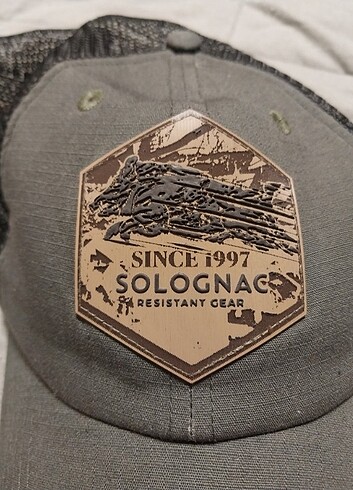 SINCE 1997
SOLOGNAC
RESISTANT GEAR